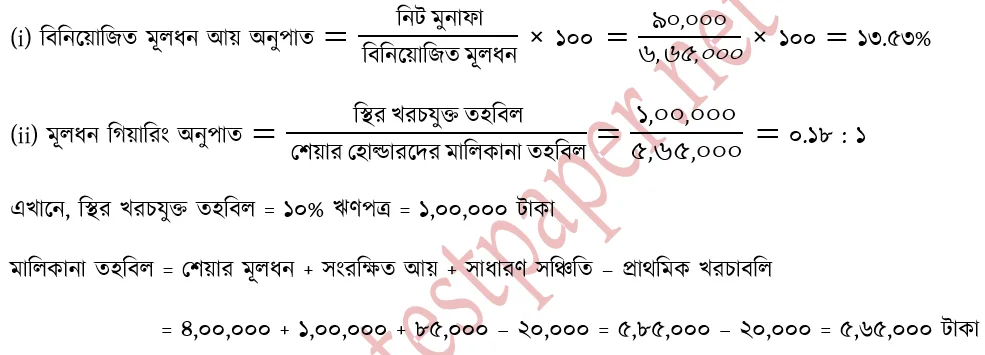 (i) বিনিয়োজিত মূলধন আয় অনুপাত = নিট মুনাফা / বিনিয়োজিত মূলধন × ১০০ = ৯০,০০০ / ৬,৬৫,০০০ × ১০০ = ১৩.৫৩%
(ii) মূলধন গিয়ারিং অনুপাত = স্থির খরচযুক্ত তহবিল / শেয়ার হোল্ডারদের মালিকানা তহবিল = ১,০০,০০০ / ৫,৬৫,০০০ = ০.১৮ : ১
এখানে, স্থির খরচযুক্ত তহবিল = ১০% ঋণপত্র = ১,০০,০০০ টাকা
মালিকানা তহবিল = শেয়ার মূলধন + সংরক্ষিত আয় + সাধারণ সঞ্চিতি – প্রাথমিক খরচাবলি
= ৪,০০,০০০ + ১,০০,০০০ + ৮৫,০০০ – ২০,০০০ = ৫,৮৫,০০০ – ২০,০০০ = ৫,৬৫,০০০ টাকা
testpaper.net